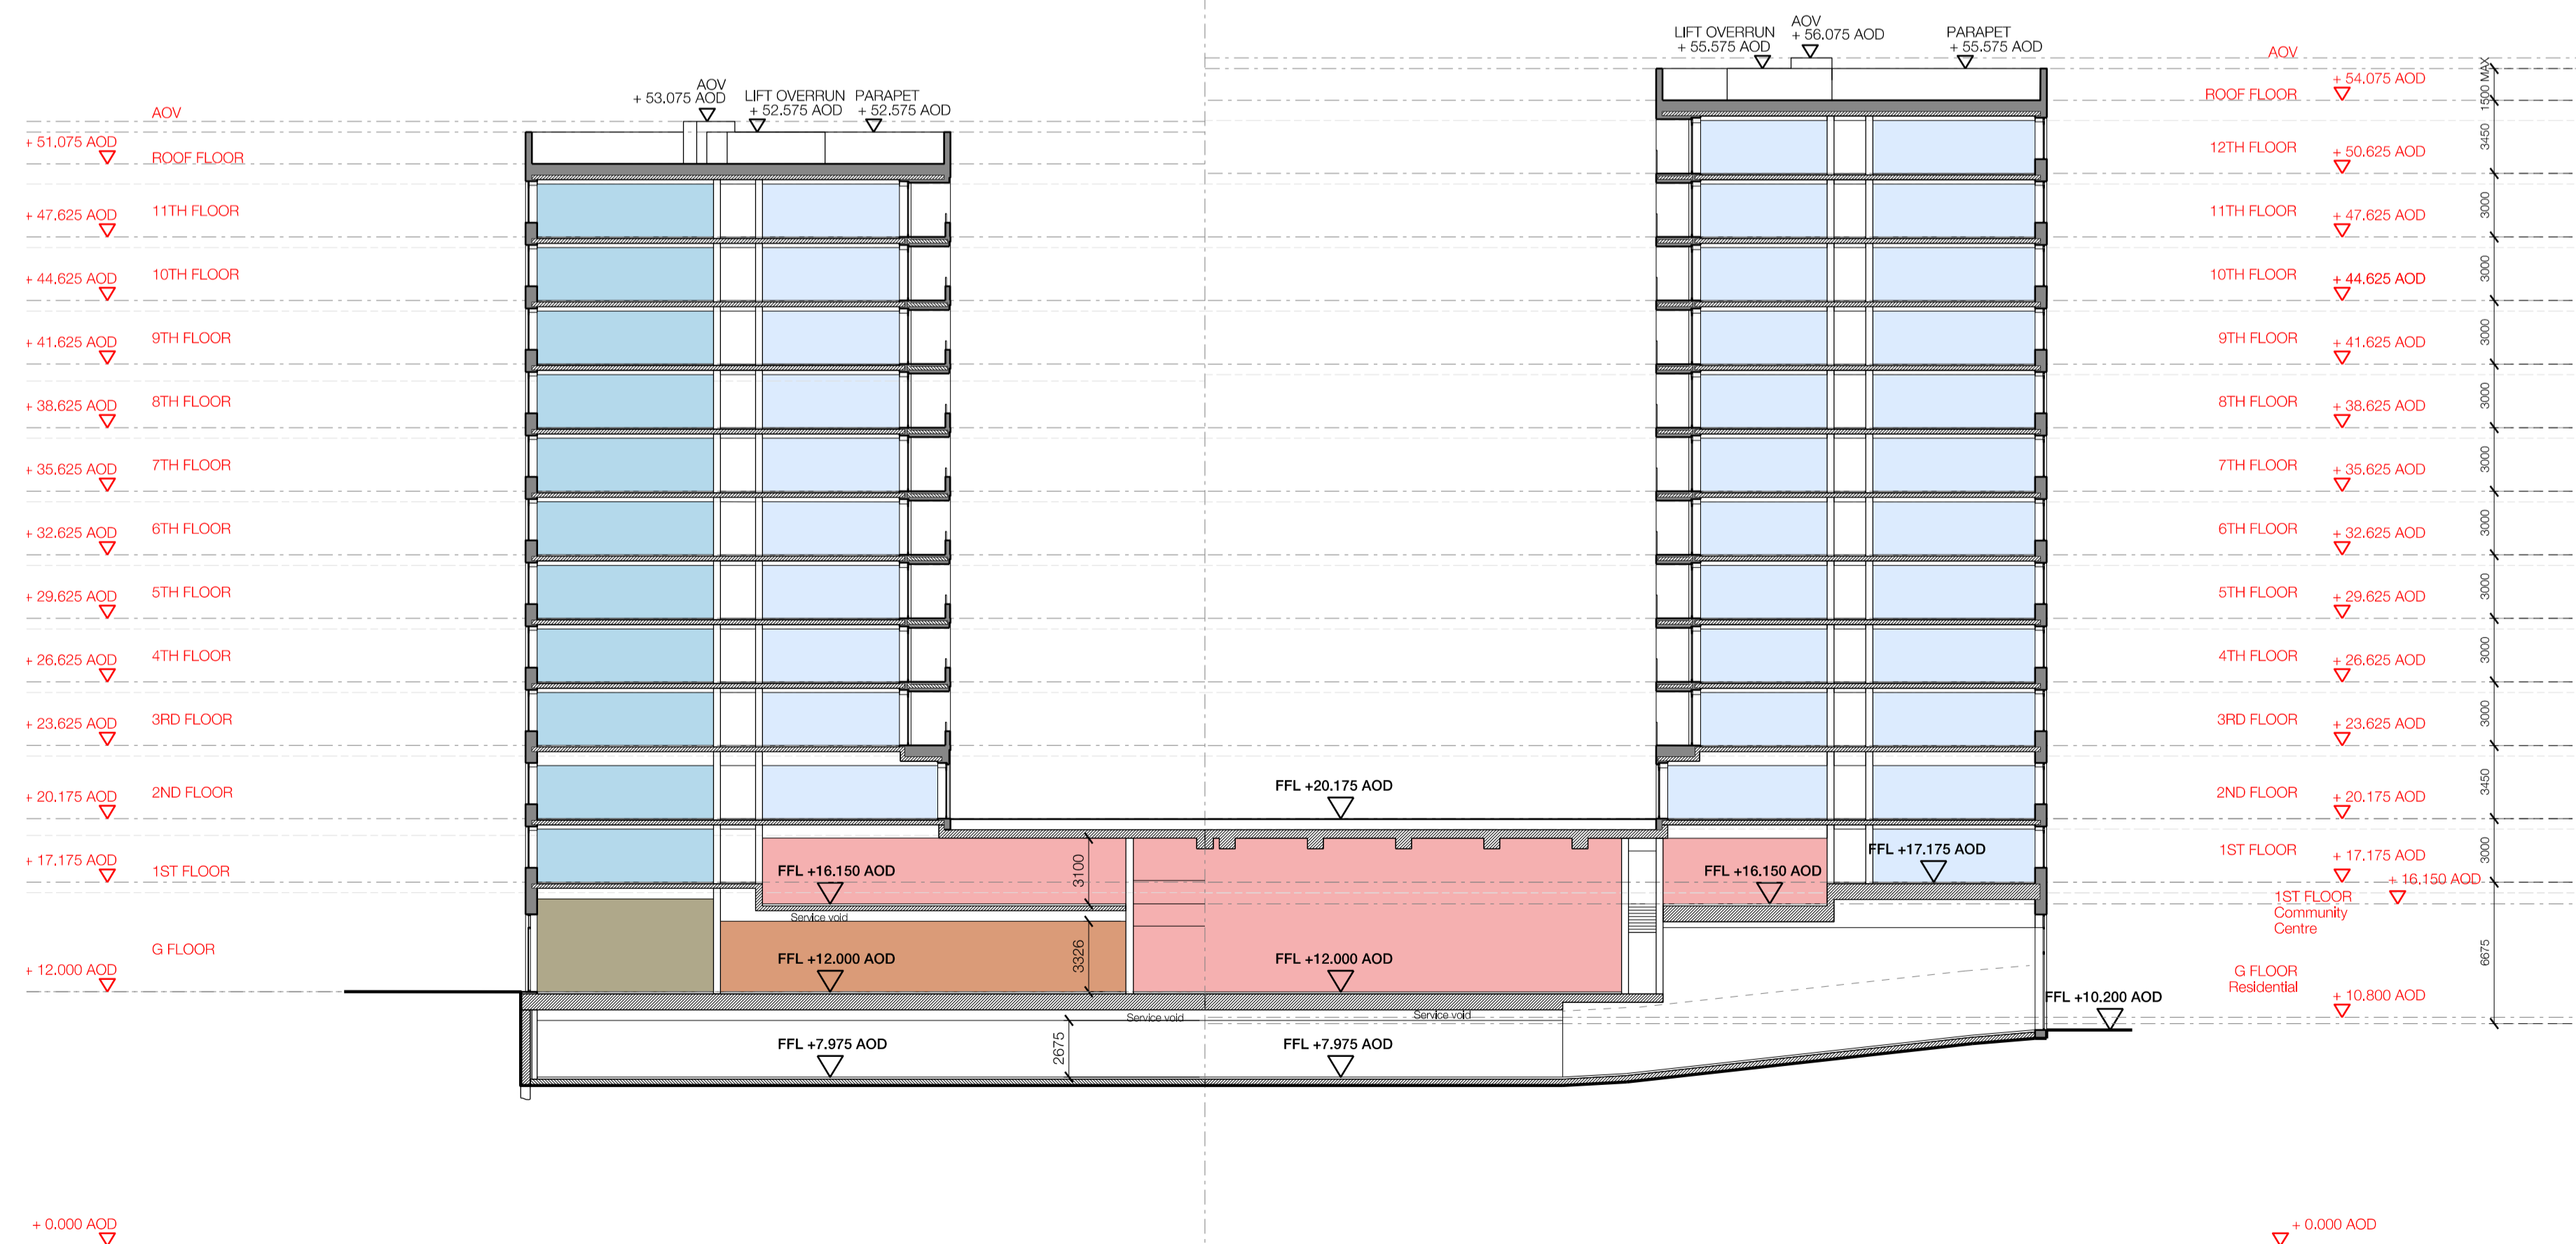 AOV
+ 51.075 AOD
ROOF FLOOR
+ 47.625 AOD
11TH FLOOR
+ 44.625 AOD
10TH FLOOR
+ 41.625 AOD
9TH FLOOR
+ 38.625 AOD
8TH FLOOR
+ 35.625 AOD
7TH FLOOR
+ 32.625 AOD
6TH FLOOR
+ 29.625 AOD
5TH FLOOR
+ 26.625 AOD
4TH FLOOR
+ 23.625 AOD
3RD FLOOR
+ 20.175 AOD
2ND FLOOR
+ 17.175 AOD
1ST FLOOR
G FLOOR
+ 12.000 AOD
+ 0.000 AOD
AOV
+ 53.075 AOD
LIFT OVERRUN
+ 52.575 AOD
PARAPET
+ 52.575 AOD
LIFT OVERRUN
+ 55.575 AOD
AOV
+ 56.075 AOD
PARAPET
+ 55.575 AOD
FFL +20.175 AOD
FFL +16.150 AOD
3100
Service void
FFL +12.000 AOD
3326
FFL +12.000 AOD
FFL +16.150 AOD
FFL +17.175 AOD
Service void
Service void
FFL +7.975 AOD
2675
FFL +7.975 AOD
FFL +10.200 AOD
AOV
+ 54.075 AOD
ROOF FLOOR
12TH FLOOR
+ 50.625 AOD
11TH FLOOR
+ 47.625 AOD
10TH FLOOR
+ 44.625 AOD
9TH FLOOR
+ 41.625 AOD
8TH FLOOR
+ 38.625 AOD
7TH FLOOR
+ 35.625 AOD
6TH FLOOR
+ 32.625 AOD
5TH FLOOR
+ 29.625 AOD
4TH FLOOR
+ 26.625 AOD
3RD FLOOR
+ 23.625 AOD
2ND FLOOR
+ 20.175 AOD
1ST FLOOR
+ 17.175 AOD
+ 16.150 AOD
1ST FLOOR
Community
Centre
G FLOOR
Residential
+ 10.800 AOD
+ 0.000 AOD
1500 MAX
3450
3000
3000
3000
3000
3000
3000
3000
3000
3000
3450
3000
6675